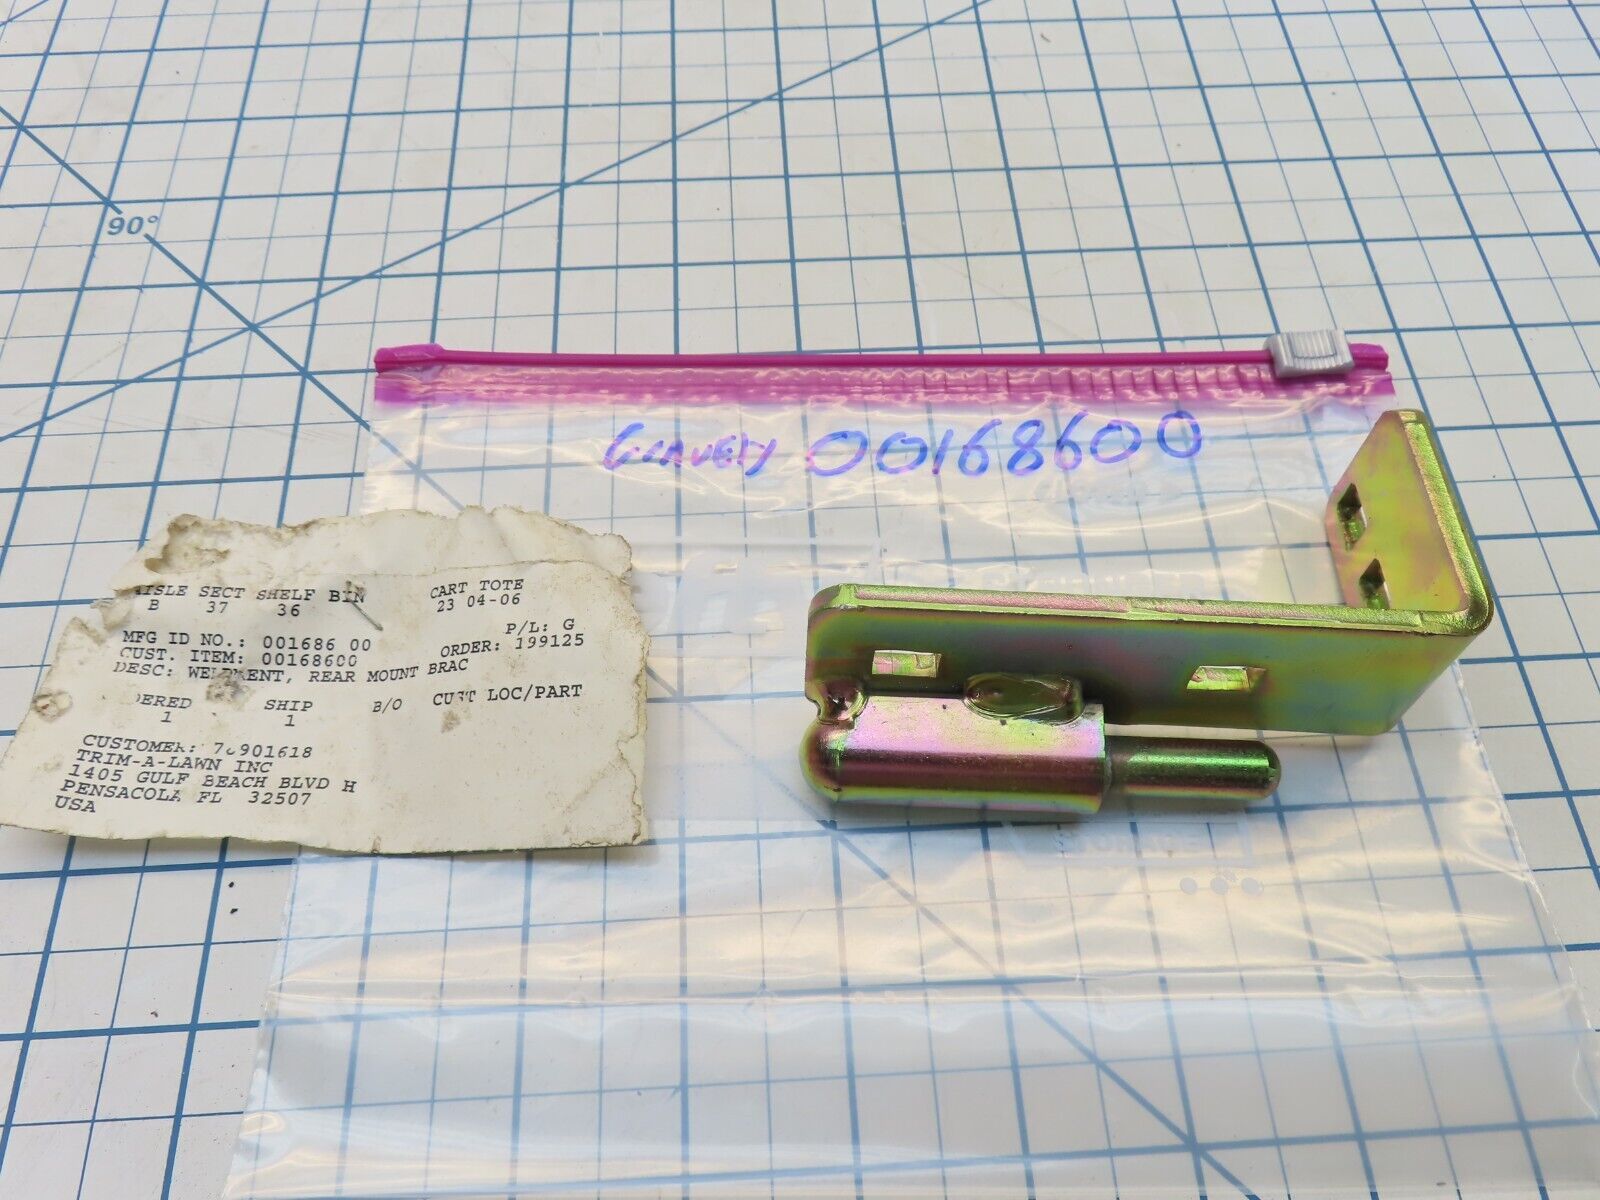 90°
Gravely 00168600
AISLE SECT SHELF BIN CART TOTE
B 37 36 23 04-06
P/L: G
MFG ID NO.: 001686 00 ORDER: 199125
CUST. ITEM: 00168600
DESC: WELDMENT, REAR MOUNT BRAC
DERED SHIP B/O CUST LOC/PART
1 1
CUSTOMER: 901618
TRIM-A-LAWN INC
1405 GULF BEACH BLVD H
PENSACOLA FL 32507
USA